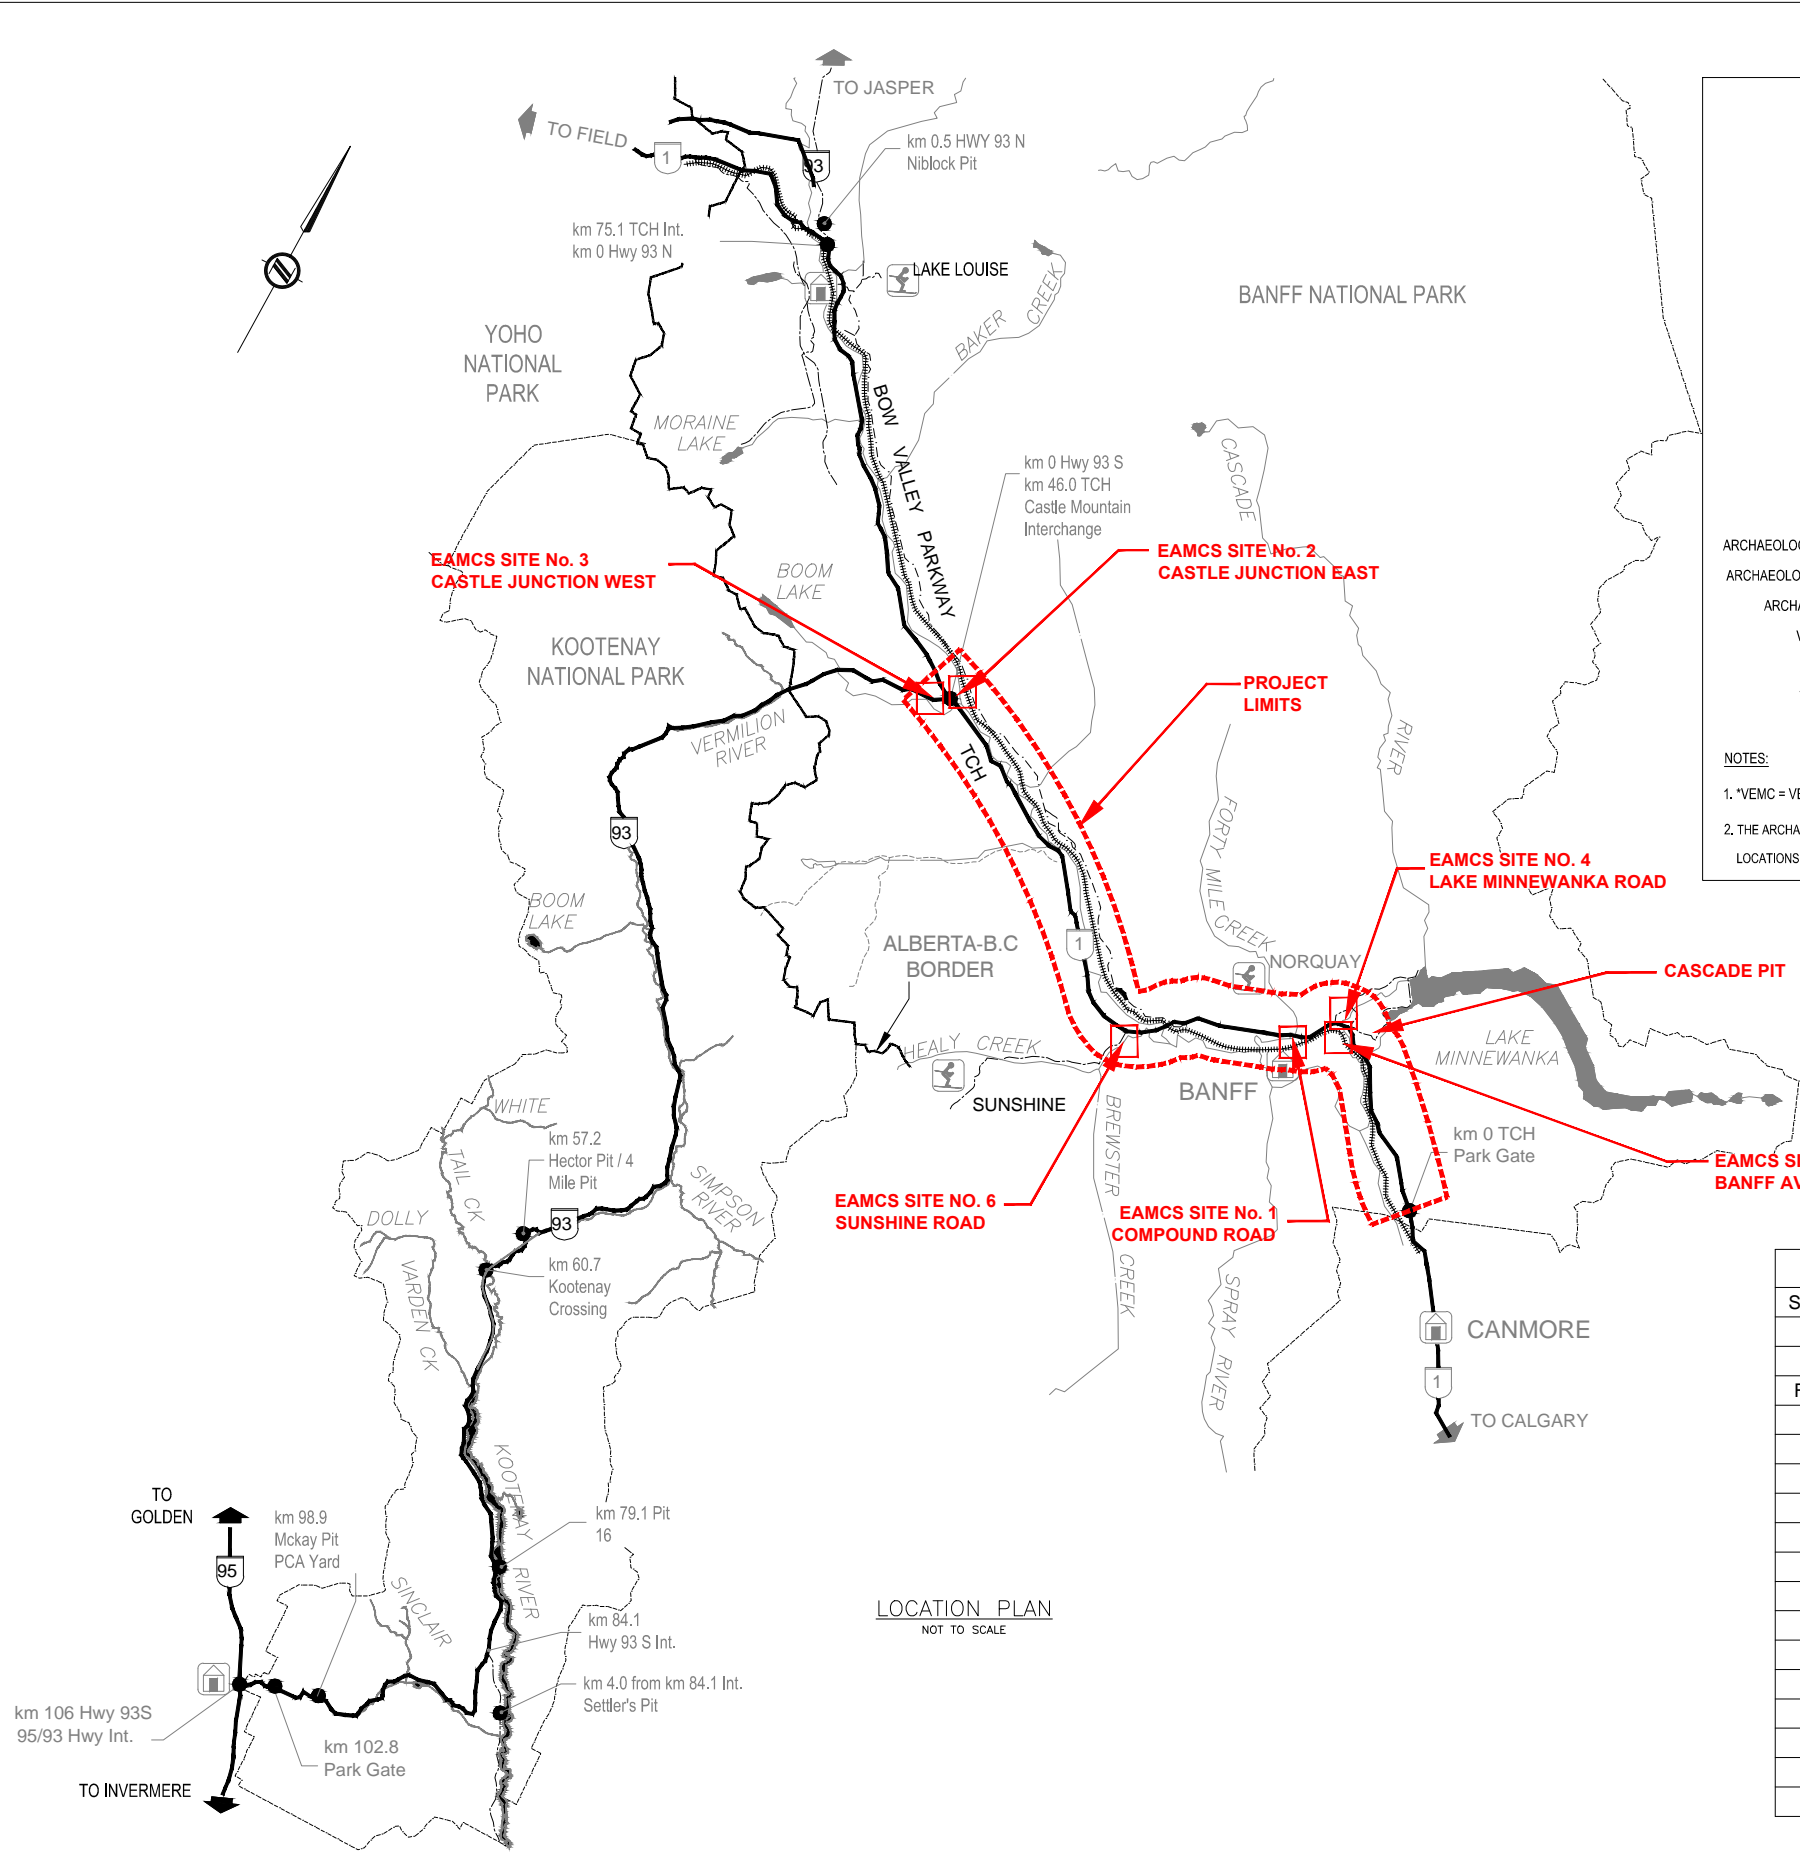 TO JASPER
TO FIELD
1
93
km 0.5 HWY 93 N
Niblock Pit
km 75.1 TCH Int.
km 0 Hwy 93 N
LAKE LOUISE
BAKER CREEK
BANFF NATIONAL PARK
YOHO
NATIONAL
PARK
MORAINE
LAKE
BOW VALLEY PARKWAY
km 0 Hwy 93 S
km 46.0 TCH
Castle Mountain
Interchange
CASCADE
RIVER
EAMCS SITE No. 3
CASTLE JUNCTION WEST
EAMCS SITE No. 2
CASTLE JUNCTION EAST
BOOM
LAKE
KOOTENAY
NATIONAL PARK
PROJECT
LIMITS
VERMILION
RIVER
TCH
93
FORTY MILE CREEK
EAMCS SITE NO. 4
LAKE MINNEWANKA ROAD
BOOM
LAKE
ALBERTA-B.C
BORDER
1
NORQUAY
CASCADE PIT
HEALY CREEK
LAKE
MINNEWANKA
SUNSHINE
BANFF
WHITE
TAIL CK
km 57.2
Hector Pit / 4
Mile Pit
BREWSTER
CREEK
km 0 TCH
Park Gate
EAMCS
BANFF
SIMPSON
RIVER
EAMCS SITE NO. 6
SUNSHINE ROAD
EAMCS SITE No. 1
COMPOUND ROAD
DOLLY
VARDEN CK
93
km 60.7
Kootenay
Crossing
SPRAY RIVER
CANMORE
1
TO CALGARY
KOOTENAY
RIVER
TO
GOLDEN
km 98.9
Mckay Pit
PCA Yard
95
km 79.1 Pit
16
SINCLAIR
km 84.1
Hwy 93 S Int.
km 4.0 from km 84.1 Int.
Settler's Pit
km 106 Hwy 93S
95/93 Hwy Int.
km 102.8
Park Gate
TO INVERMERE
LOCATION PLAN
NOT TO SCALE
NOTES:
1. *VEMC =
2. THE
LOCATIONS